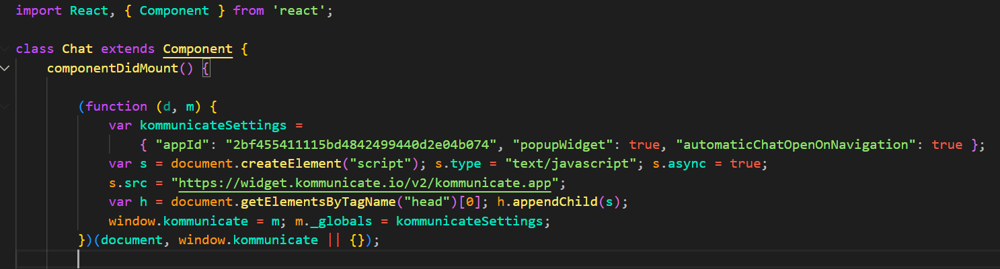 import React, { Component } from 'react';
class Chat extends Component {
componentDidMount() {
(function (d, m) {
var kommunicateSettings =
{ "appId": "2bf455411115bd4842499440d2e04b074", "popupWidget": true, "automaticChatOpenOnNavigation": true };
var s = document.createElement("script"); s.type = "text/javascript"; s.async = true;
s.src = "https://widget.kommunicate.io/v2/kommunicate.app";
var h = document.getElementsByTagName("head")[0]; h.appendChild(s);
window.kommunicate = m; m._globals = kommunicateSettings;
})(document, window.kommunicate || {});